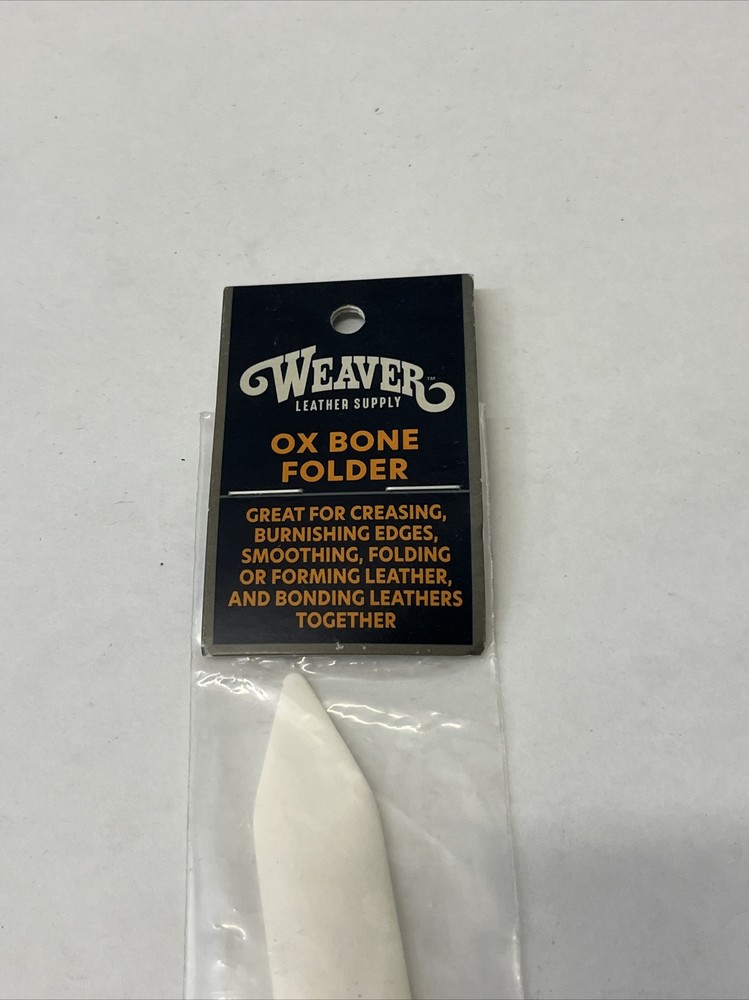 WEAVER™
LEATHER SUPPLY
OX BONE
FOLDER
GREAT FOR CREASING,
BURNISHING EDGES,
SMOOTHING, FOLDING
OR FORMING LEATHER,
AND BONDING LEATHERS
TOGETHER